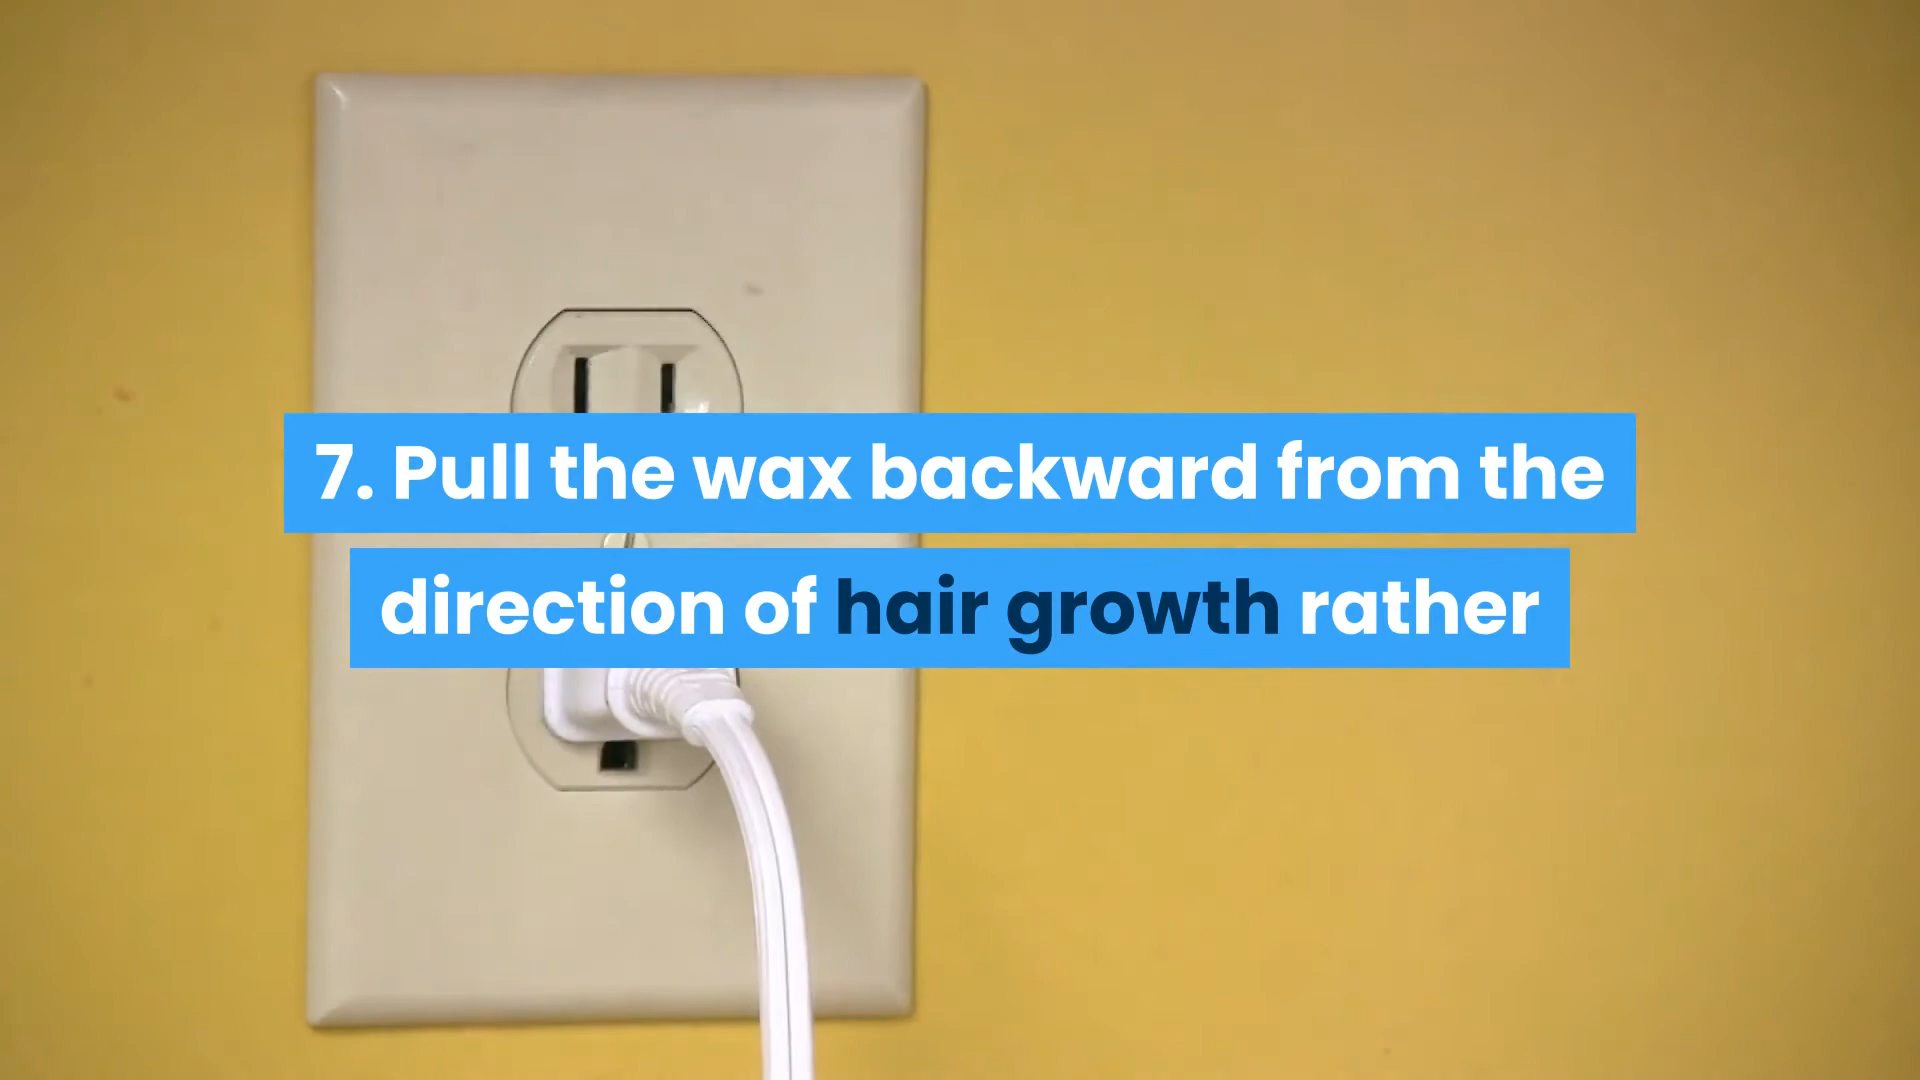 7. Pull the wax backward from the
direction of hair growth rather